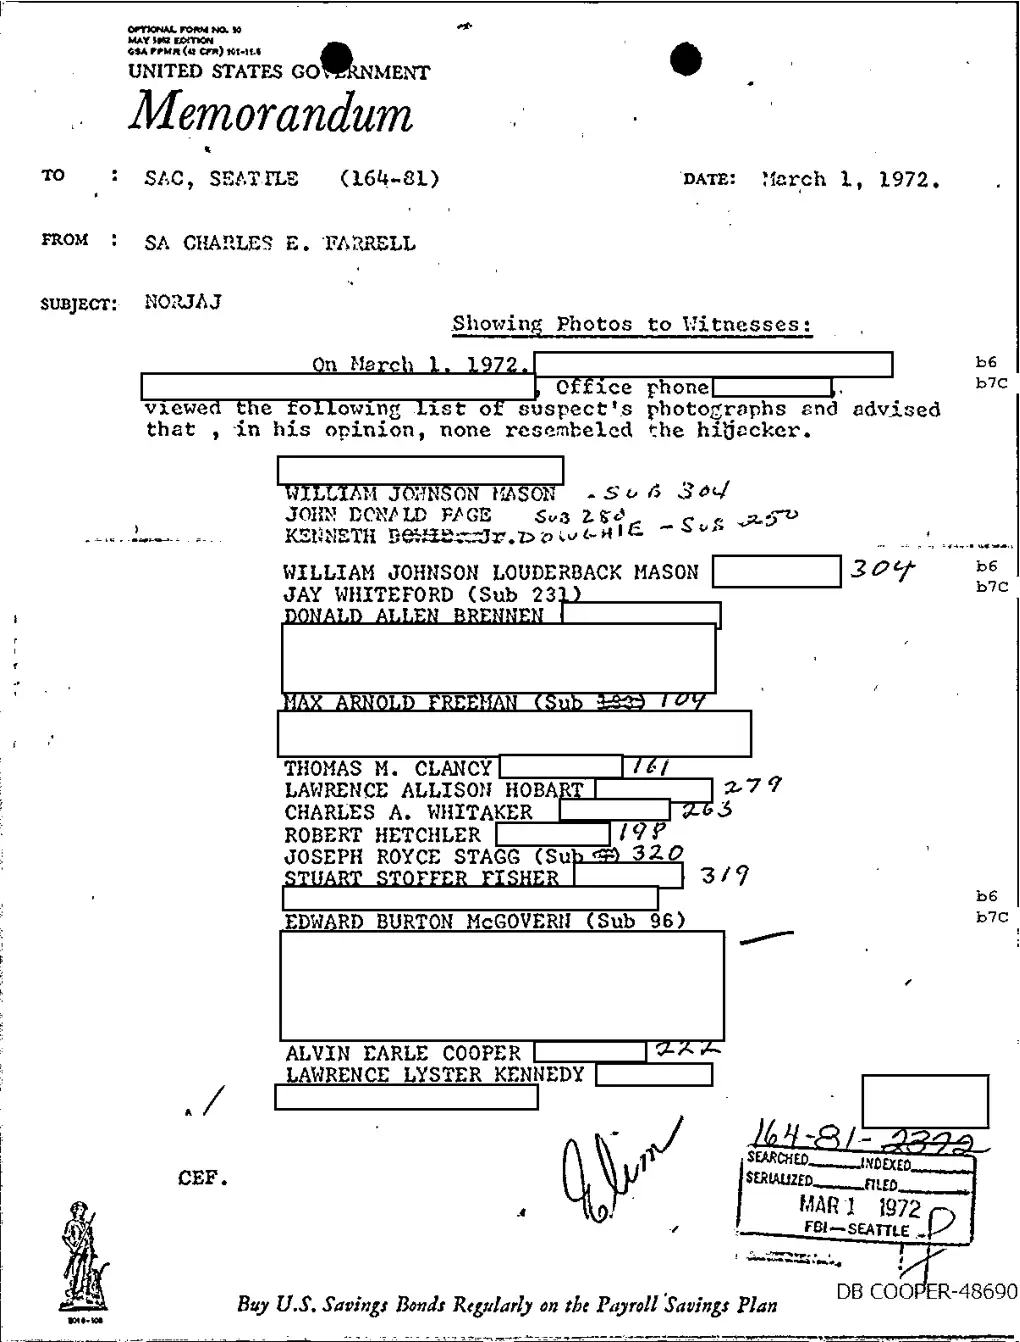 OPTIONAL FORM NO. 10
MAY 1962 EDITION
GSA FPMR (41 CFR) 101-11.6
UNITED STATES GOVERNMENT
Memorandum
TO : SAC, SEATTLE (164-81) DATE: March 1, 1972.
FROM : SA CHARLES E. FARRELL
SUBJECT: NORJAJ
Showing Photos to Witnesses:
On March 1, 1972, b6
, Office phone , b7C
viewed the following list of suspect's photographs and advised
that , in his opinion, none resembeled the hijacker.
WILLIAM JOHNSON MASON - SUB 304
JOHN DONALD PAGE SUB 280
KENNETH - SUB 250
WILLIAM JOHNSON LOUDERBACK MASON 304 b6
JAY WHITEFORD (Sub 231) b7C
DONALD ALLEN BRENNEN
MAX ARNOLD FREEMAN (Sub ) 104
THOMAS M. CLANCY 161
LAWRENCE ALLISON HOBART 279
CHARLES A. WHITAKER 263
ROBERT HETCHLER 198
JOSEPH ROYCE STAGG (Sub ) 320
STUART STOFFER FISHER 319
b6
EDWARD BURTON McGOVERN (Sub 96) b7C
ALVIN EARLE COOPER 222
LAWRENCE LYSTER KENNEDY
164-81-2392
SEARCHED INDEXED
SERIALIZED FILED
CEF.
MAR 1 1972
FBI—SEATTLE
DB COOPER-48690
Buy U.S. Savings Bonds Regularly on the Payroll Savings Plan